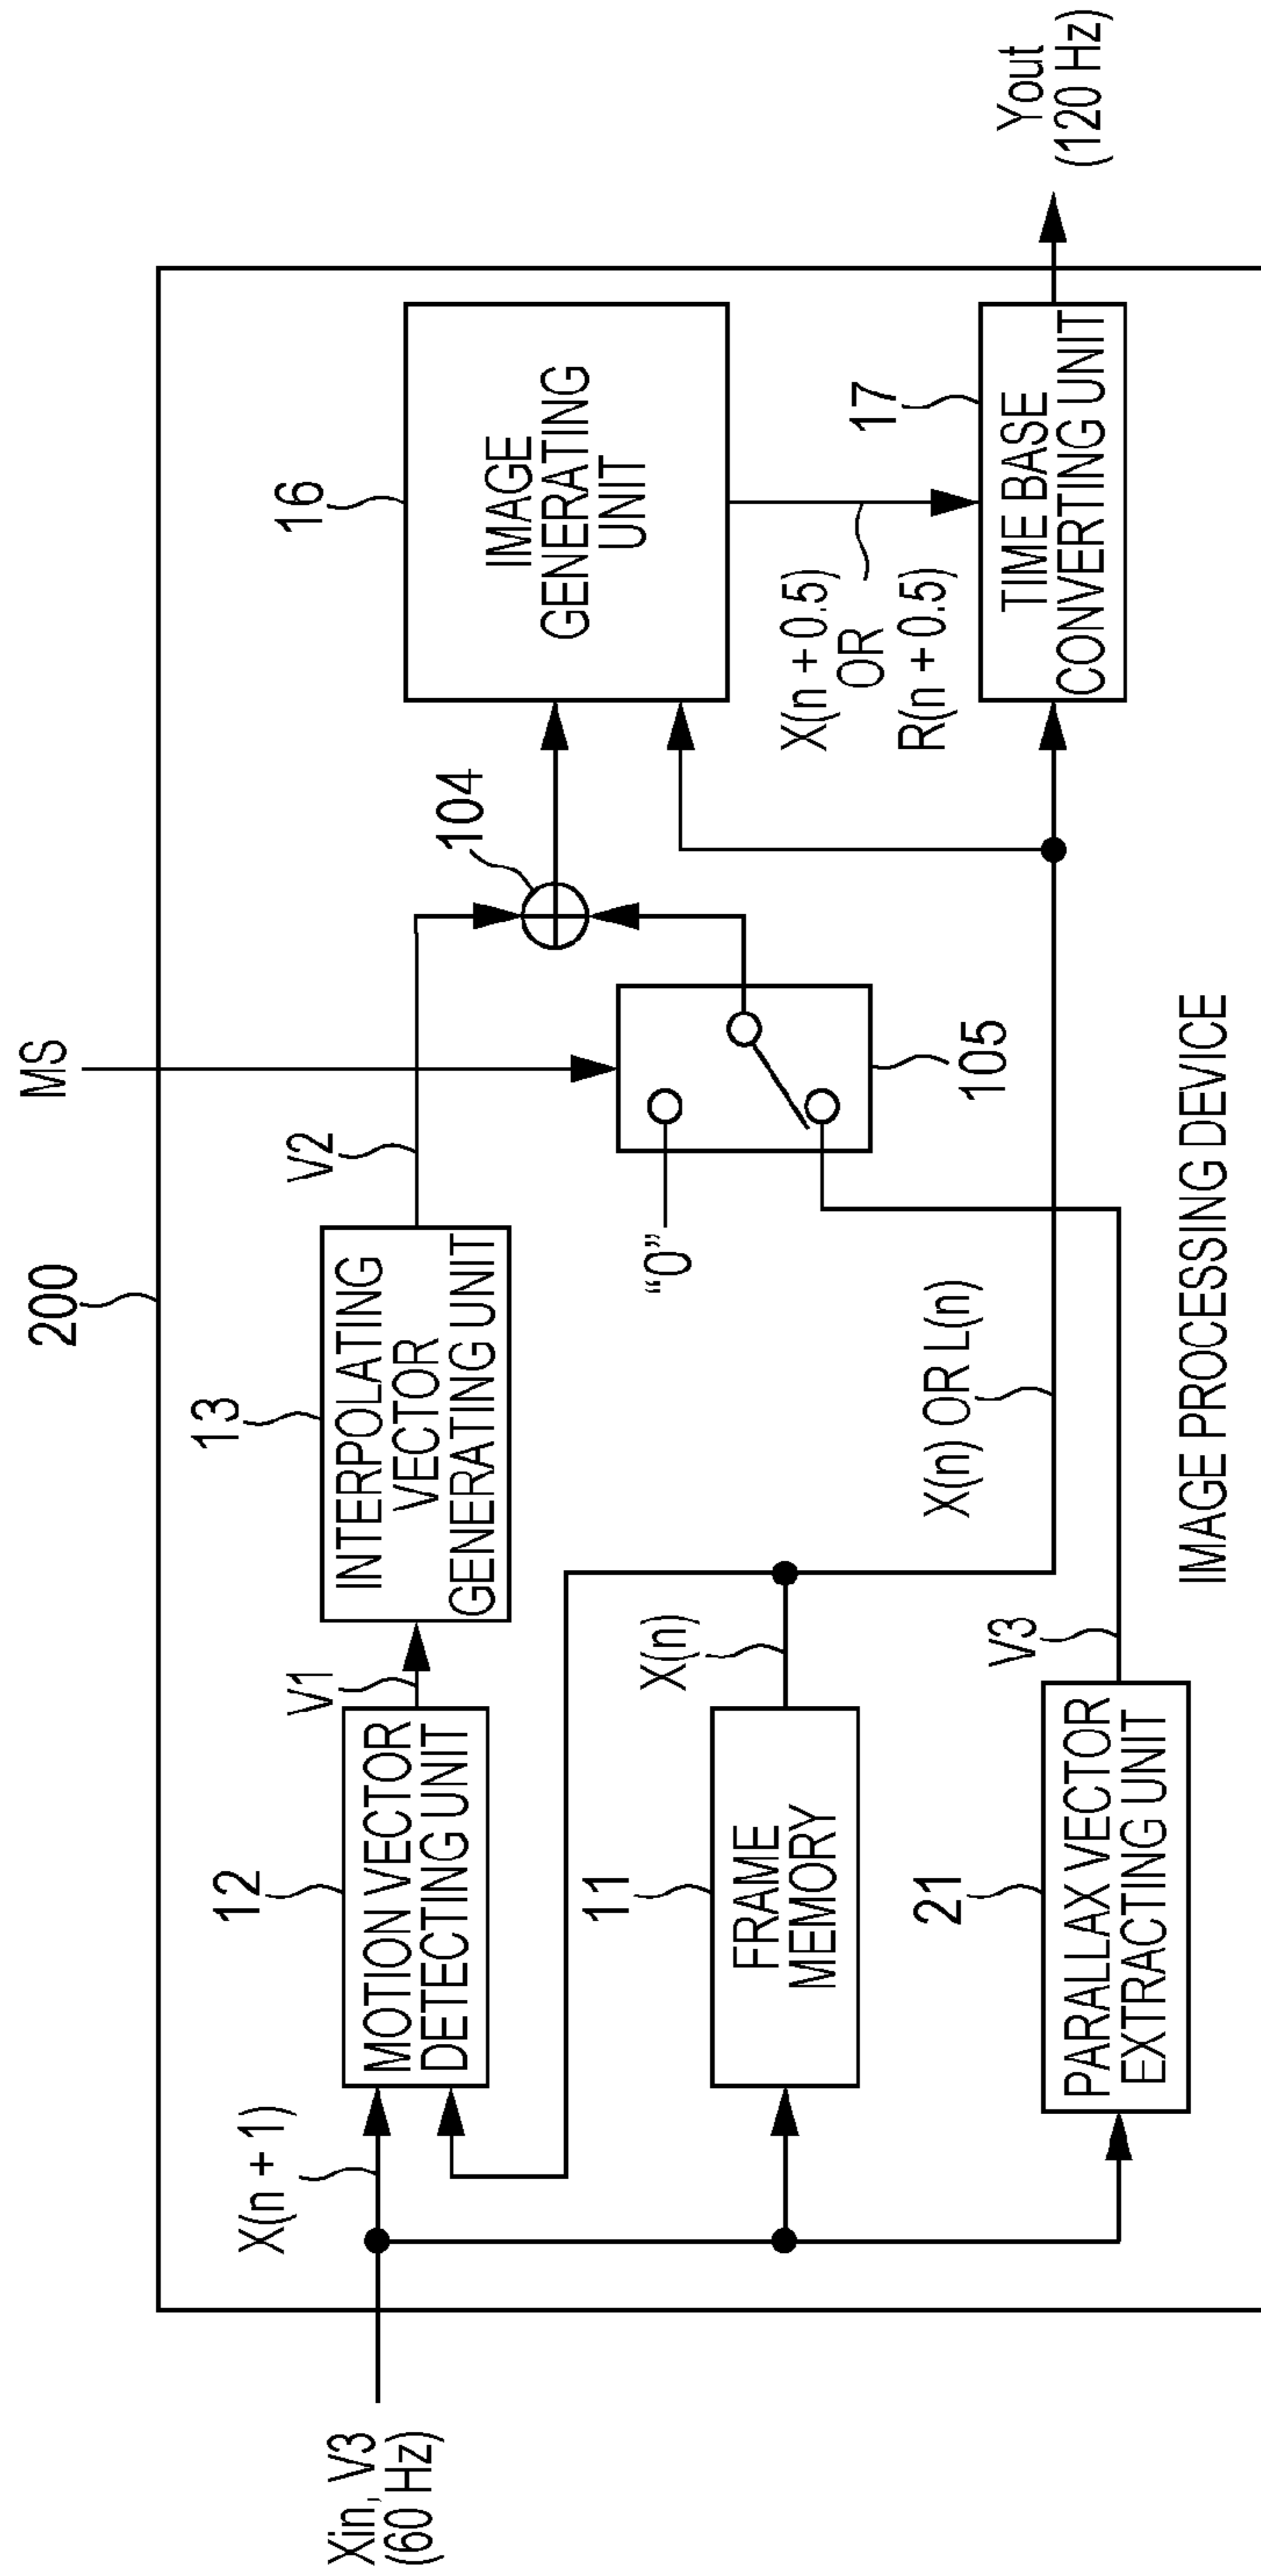 200
MS
Xin, V3
(60 Hz)
X(n + 1)
12
MOTION VECTOR
DETECTING UNIT
V1
13
INTERPOLATING
VECTOR
GENERATING UNIT
V2
104
16
IMAGE
GENERATING
UNIT
11
FRAME
MEMORY
X(n)
“0”
105
X(n + 0.5)
OR
R(n + 0.5)
17
TIME BASE
CONVERTING UNIT
Yout
(120 Hz)
X(n) OR L(n)
21
PARALLAX VECTOR
EXTRACTING UNIT
V3
IMAGE PROCESSING DEVICE